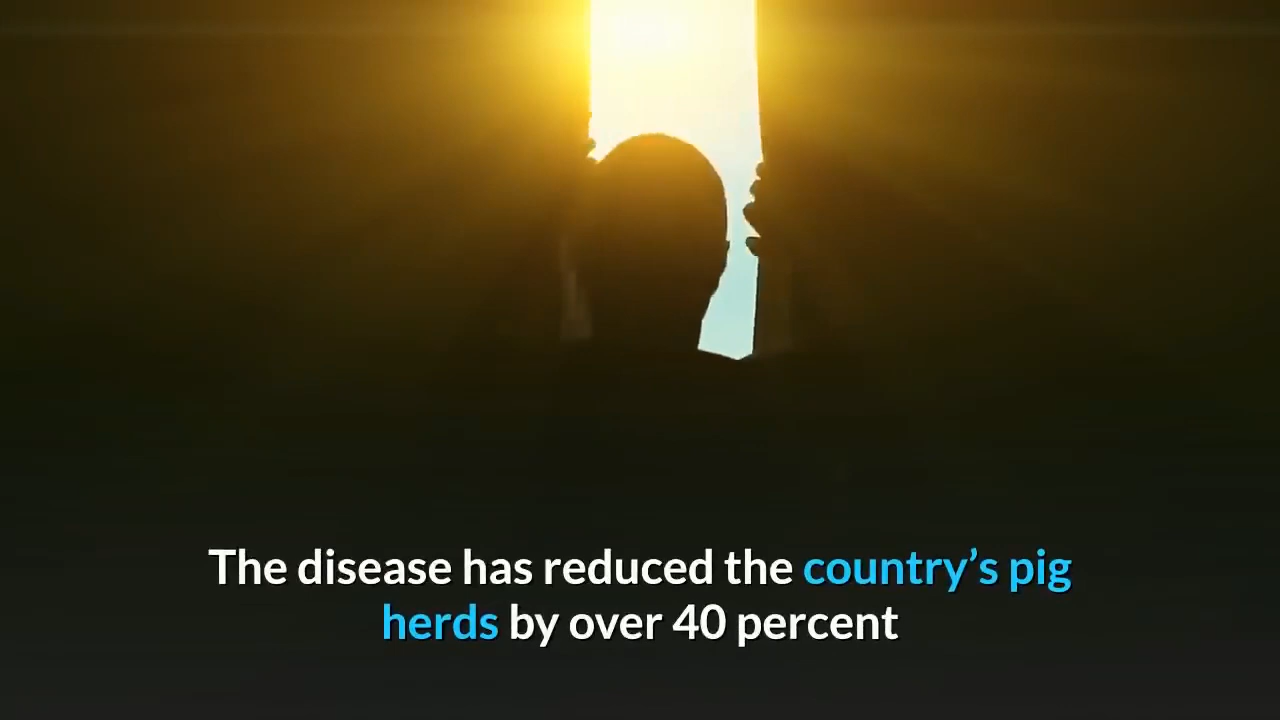 The disease has reduced the country’s pig
herds by over 40 percent